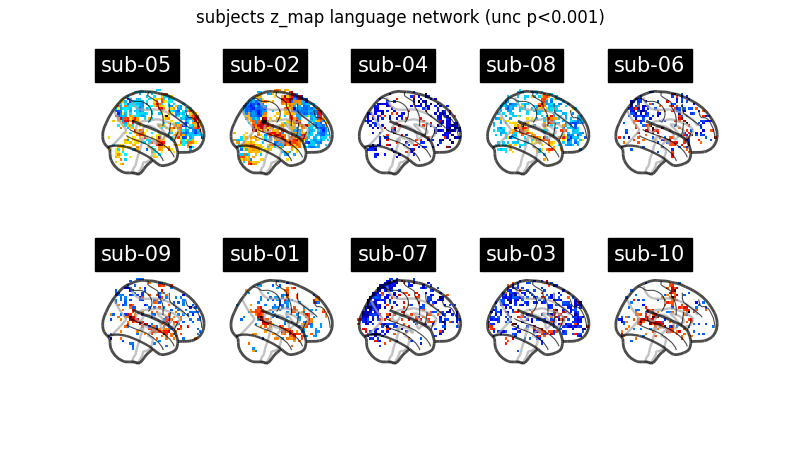 subjects z_map language network (unc p<0.001)
sub-05
sub-02
sub-04
sub-08
sub-06
sub-09
sub-01
sub-07
sub-03
sub-10